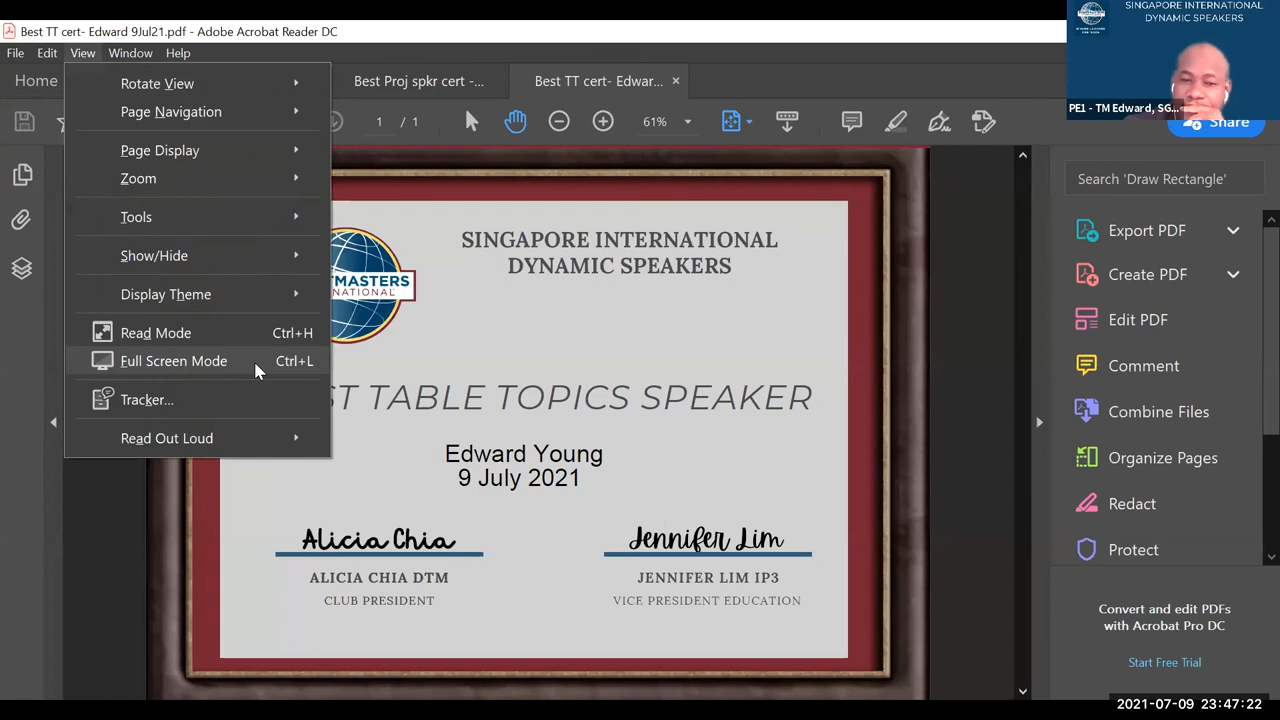 Best TT cert- Edward 9Jul21.pdf - Adobe Acrobat Reader DC
File Edit View Window Help
Home
Best Proj spkr cert -...
Best TT cert- Edwar... ×
1 / 1
61%
Share
Rotate View
Page Navigation
Page Display
Zoom
Tools
Show/Hide
Display Theme
Read Mode Ctrl+H
Full Screen Mode Ctrl+L
Tracker...
Read Out Loud
SINGAPORE INTERNATIONAL
DYNAMIC SPEAKERS
PE1 - TM Edward, SG...
SINGAPORE INTERNATIONAL
DYNAMIC SPEAKERS
TMASTERS
NATIONAL
ST TABLE TOPICS SPEAKER
Edward Young
9 July 2021
Alicia Chia
ALICIA CHIA DTM
CLUB PRESIDENT
Jennifer Lim
JENNIFER LIM IP3
VICE PRESIDENT EDUCATION
Search 'Draw Rectangle'
Export PDF
Create PDF
Edit PDF
Comment
Combine Files
Organize Pages
Redact
Protect
Convert and edit PDFs
with Acrobat Pro DC
Start Free Trial
2021-07-09 23:47:22